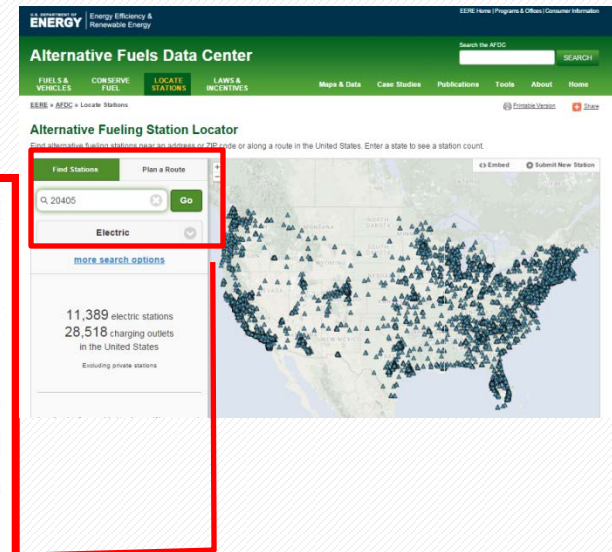 EERE Home | Programs & Offices | Consumer Information
U.S. DEPARTMENT OF
ENERGY
Energy Efficiency &
Renewable Energy
Alternative Fuels Data Center
Search the AFDC
SEARCH
FUELS & VEHICLES
CONSERVE FUEL
LOCATE STATIONS
LAWS & INCENTIVES
Maps & Data
Case Studies
Publications
Tools
About
Home
EERE » AFDC » Locate Stations
Printable Version
Share
Alternative Fueling Station Locator
Find alternative fueling stations near an address or ZIP code or along a route in the United States. Enter a state to see a station count.
Find Stations
Plan a Route
+
−
<> Embed
Submit New Station
20405
Go
Electric
more search options
11,389 electric stations
28,518 charging outlets
in the United States
Excluding private stations
MONTANA
NORTH DAKOTA
WYOMING
NEW MEXICO